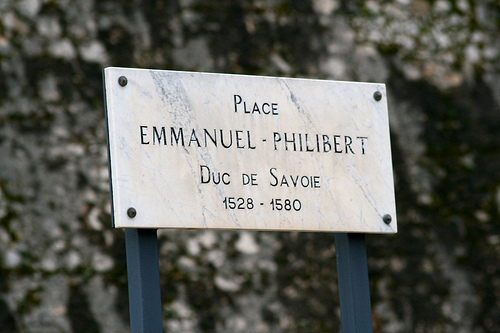 Place
EMMANUEL - PHILIBERT
Duc de Savoie
1528 - 1580